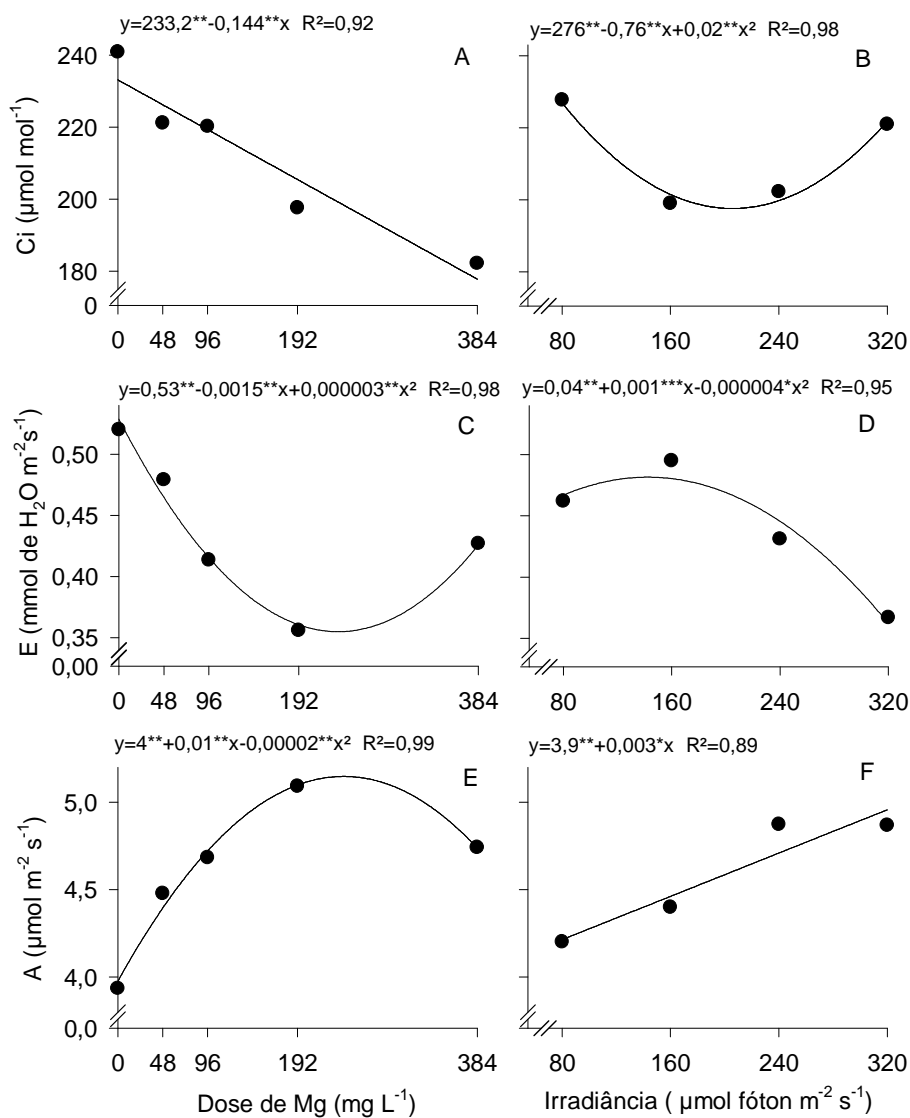 y=233,2**-0,144**x R²=0,92
y=276**-0,76**x+0,02**x² R²=0,98
A
B
240
220
200
180
0
Ci (µmol mol⁻¹)
0 48 96 192 384
80 160 240 320
y=0,53**-0,0015**x+0,000003**x² R²=0,98
y=0,04**+0,001***x-0,000004*x² R²=0,95
C
D
0,50
0,45
0,40
0,35
0,00
E (mmol de H₂O m⁻²s⁻¹)
0 48 96 192 384
80 160 240 320
y=4**+0,01**x-0,00002**x² R²=0,99
y=3,9**+0,003*x R²=0,89
E
F
5,0
4,5
4,0
0,0
A (µmol m⁻² s⁻¹)
0 48 96 192 384
80 160 240 320
Dose de Mg (mg L⁻¹)
Irradiância ( µmol fóton m⁻² s⁻¹)